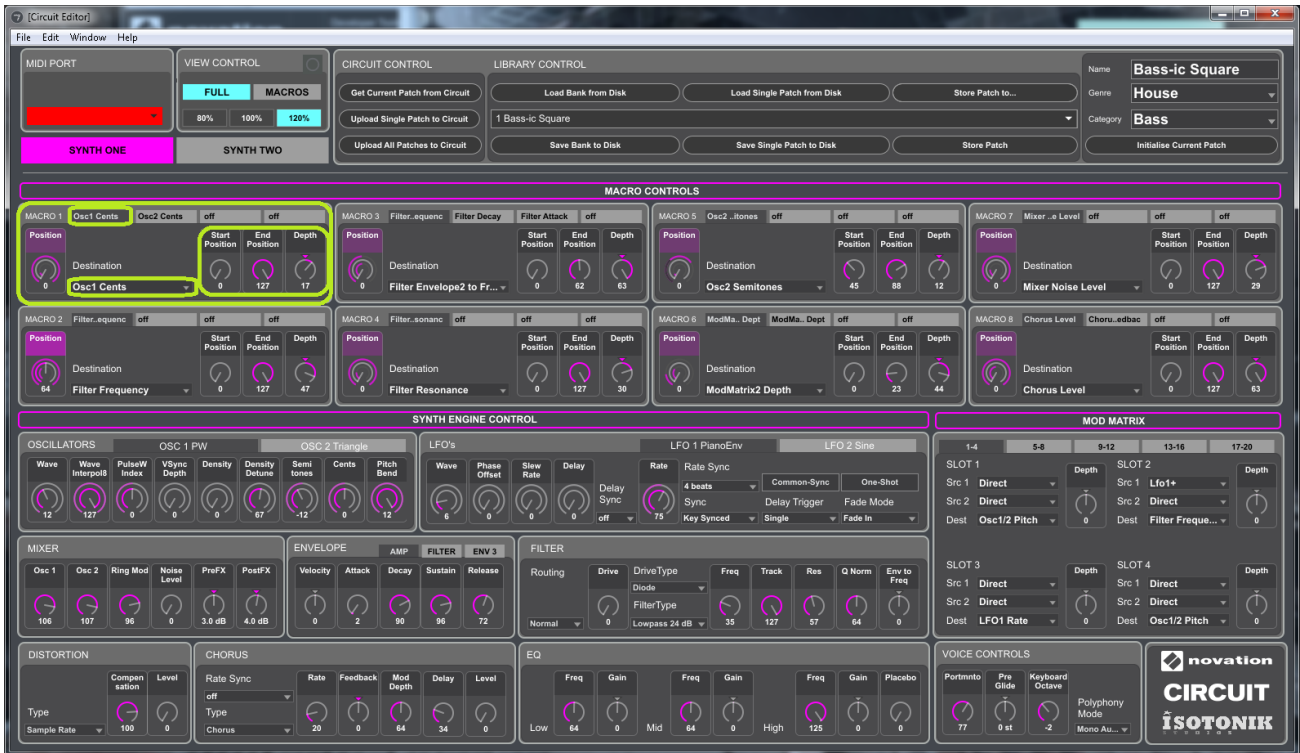 [Circuit Editor]
File Edit Window Help
MIDI PORT
VIEW CONTROL
FULL MACROS
80% 100% 120%
SYNTH ONE SYNTH TWO
CIRCUIT CONTROL LIBRARY CONTROL
Get Current Patch from Circuit Load Bank from Disk Load Single Patch from Disk Store Patch to...
Upload Single Patch to Circuit 1 Bass-ic Square
Upload All Patches to Circuit Save Bank to Disk Save Single Patch to Disk Store Patch
Name Bass-ic Square
Genre House
Category Bass
Initialise Current Patch
MACRO CONTROLS
MACRO 1 Osc1 Cents Osc2 Cents off off
Position Start Position End Position Depth
Destination
0 Osc1 Cents 0 127 17
MACRO 3 Filter..equenc Filter Decay Filter Attack off
Position Start Position End Position Depth
Destination
0 Filter Envelope2 to Fr... 0 62 63
MACRO 5 Osc2 ..itones off off off
Position Start Position End Position Depth
Destination
0 Osc2 Semitones 45 88 12
MACRO 7 Mixer ..e Level off off off
Position Start Position End Position Depth
Destination
0 Mixer Noise Level 0 127 29
MACRO 2 Filter..equenc off off off
Position Start Position End Position Depth
Destination
64 Filter Frequency 0 127 47
MACRO 4 Filter..sonanc off off off
Position Start Position End Position Depth
Destination
0 Filter Resonance 0 127 30
MACRO 6 ModMa.. Dept ModMa.. Dept off off
Position Start Position End Position Depth
Destination
0 ModMatrix2 Depth 0 23 44
MACRO 8 Chorus Level Choru..edbac off off
Position Start Position End Position Depth
Destination
0 Chorus Level 0 127 63
SYNTH ENGINE CONTROL
OSCILLATORS OSC 1 PW OSC 2 Triangle
Wave Wave Interpol8 PulseW Index VSync Depth Density Density Detune Semi tones Cents Pitch Bend
12 127 0 0 0 67 -12 0 12
LFO's LFO 1 PianoEnv LFO 2 Sine
Wave Phase Offset Slew Rate Delay Delay Sync Rate Rate Sync
4 beats Common-Sync One-Shot
Sync Delay Trigger Fade Mode
6 0 0 0 off 75 Key Synced Single Fade In
MIXER
Osc 1 Osc 2 Ring Mod Noise Level PreFX PostFX
106 107 96 0 3.0 dB 4.0 dB
ENVELOPE AMP FILTER ENV 3
Velocity Attack Decay Sustain Release
0 2 90 96 72
FILTER
Routing Drive DriveType Freq Track Res Q Norm Env to Freq
Diode
FilterType
Normal 0 Lowpass 24 dB 35 127 57 64 0
DISTORTION
Compen sation Level
Type
Sample Rate 100 0
CHORUS
Rate Sync Rate Feedback Mod Depth Delay Level
off
Type
Chorus 20 0 64 34 0
EQ
Freq Gain Freq Gain Freq Gain Placebo
Low 64 0 Mid 64 0 High 125 0 0
MOD MATRIX
1-4 5-8 9-12 13-16 17-20
SLOT 1 Depth
Src 1 Direct
Src 2 Direct
Dest Osc1/2 Pitch 0
SLOT 2 Depth
Src 1 Lfo1+
Src 2 Direct
Dest Filter Freque... 0
SLOT 3 Depth
Src 1 Direct
Src 2 Direct
Dest LFO1 Rate 0
SLOT 4 Depth
Src 1 Direct
Src 2 Direct
Dest Osc1/2 Pitch 0
VOICE CONTROLS
Portmnto Pre Glide Keyboard Octave Polyphony Mode
77 0 st -2 Mono Au...
novation
CIRCUIT
ISOTONIK
STUDIOS